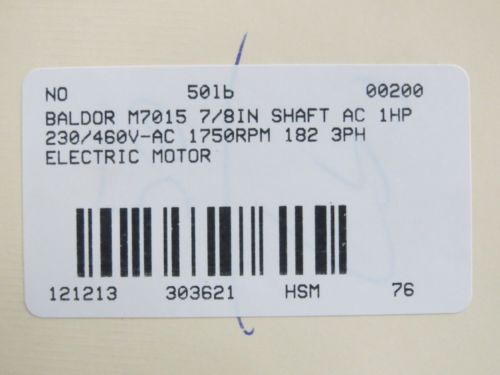 NO 50lb 00200
BALDOR M7015 7/8IN SHAFT AC 1HP
230/460V-AC 1750RPM 182 3PH
ELECTRIC MOTOR
121213 303621 HSM 76